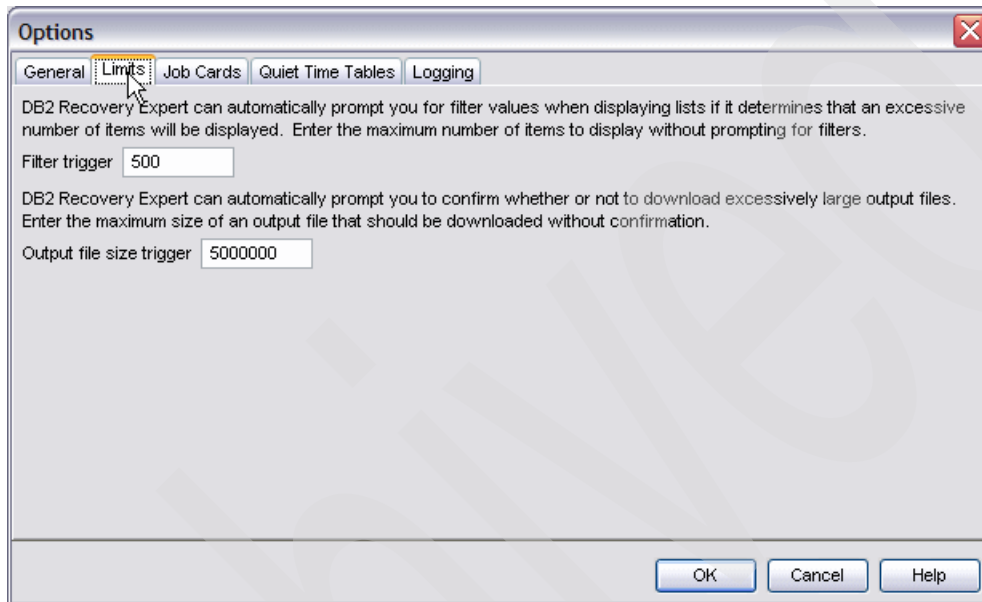 Options
General Limits Job Cards Quiet Time Tables Logging
DB2 Recovery Expert can automatically prompt you for filter values when displaying lists if it determines that an excessive
number of items will be displayed. Enter the maximum number of items to display without prompting for filters.
Filter trigger 500
DB2 Recovery Expert can automatically prompt you to confirm whether or not to download excessively large output files.
Enter the maximum size of an output file that should be downloaded without confirmation.
Output file size trigger 5000000
OK Cancel Help